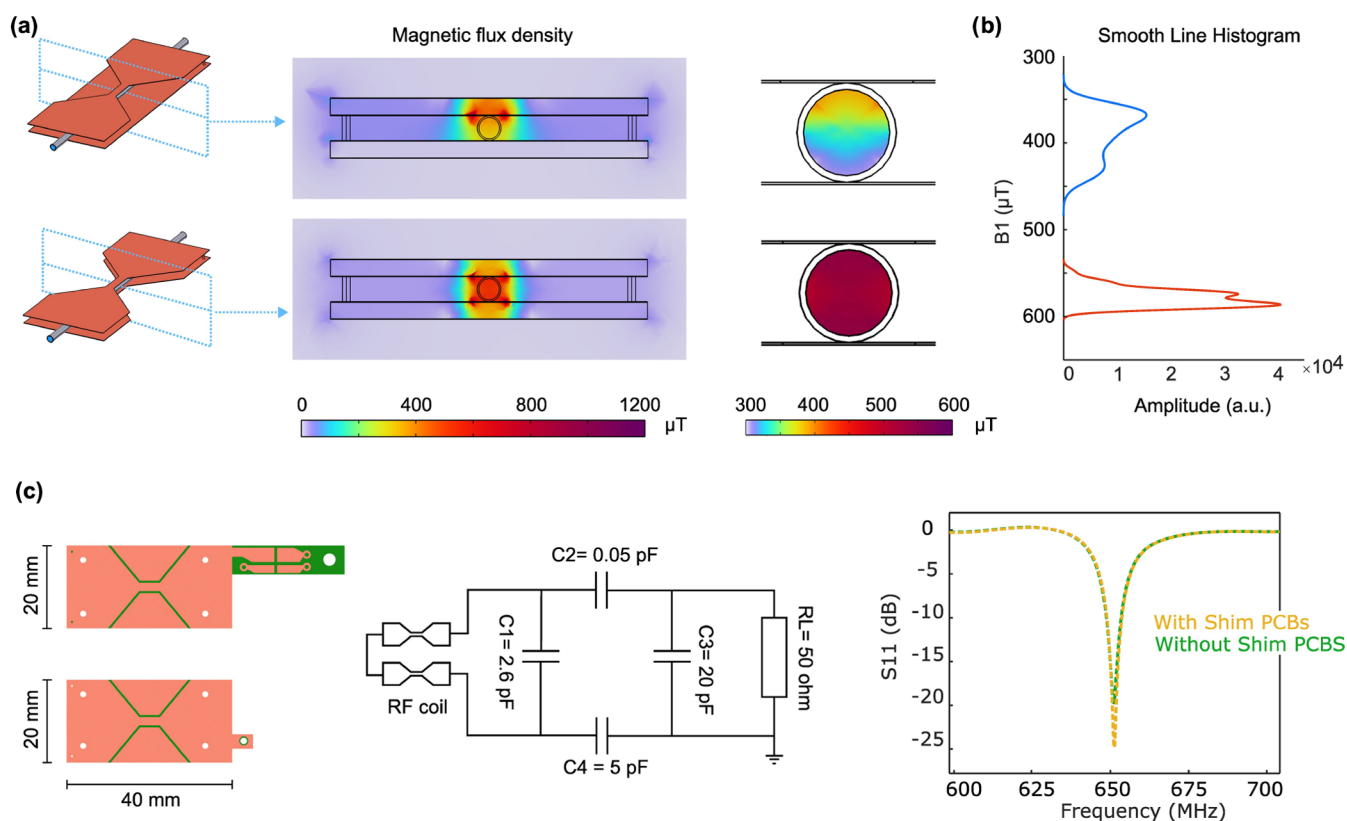 (a)
Magnetic flux density
0 400 800 1200
µT
300 400 500 600
µT
(b)
Smooth Line Histogram
300
400
500
600
B1 (µT)
0 1 3 4 ×10⁴
Amplitude (a.u.)
(c)
20 mm
20 mm
40 mm
RF coil
C1= 2.6 pF
C2= 0.05 pF
C3= 20 pF
C4 = 5 pF
RL= 50 ohm
0
-5
-10
-15
-20
-25
S11 (dB)
With Shim PCBs
Without Shim PCBS
600 625 650 675 700
Frequency (MHz)